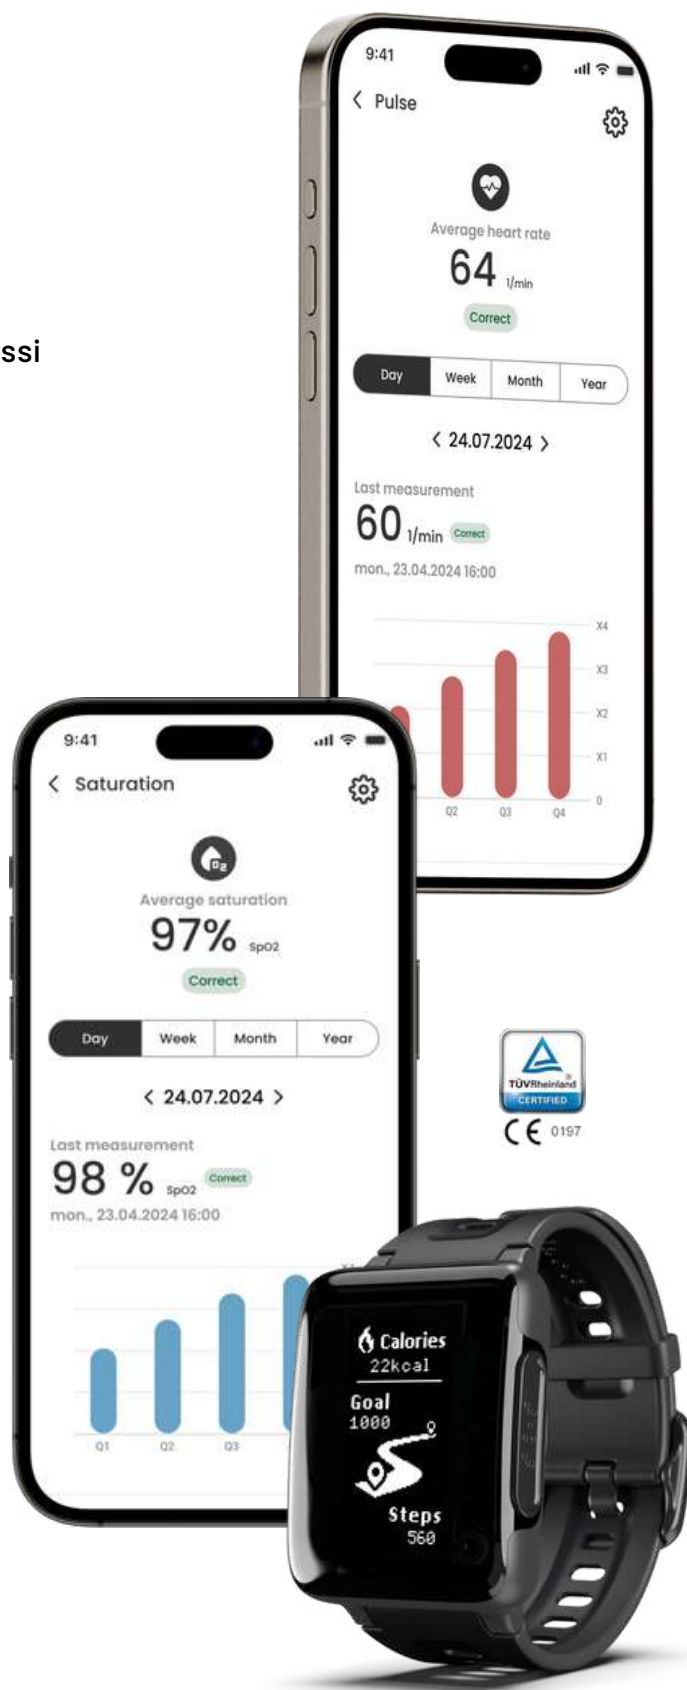 9:41
Pulse
Average heart rate
64 1/min
Correct
ssi
Day Week Month Year
24.07.2024
Last measurement
60 1/min Correct
mon., 23.04.2024 16:00
X4
X3
X2
X1
0
Q2 Q3 Q4
9:41
Saturation
O2
Average saturation
97% SpO2
Correct
Day Week Month Year
24.07.2024
Last measurement
98 % SpO2 Correct
mon., 23.04.2024 16:00
Q1 Q2 Q3
TÜVRheinland®
CERTIFIED
CE 0197
Calories
22kcal
Goal
1000
Steps
560